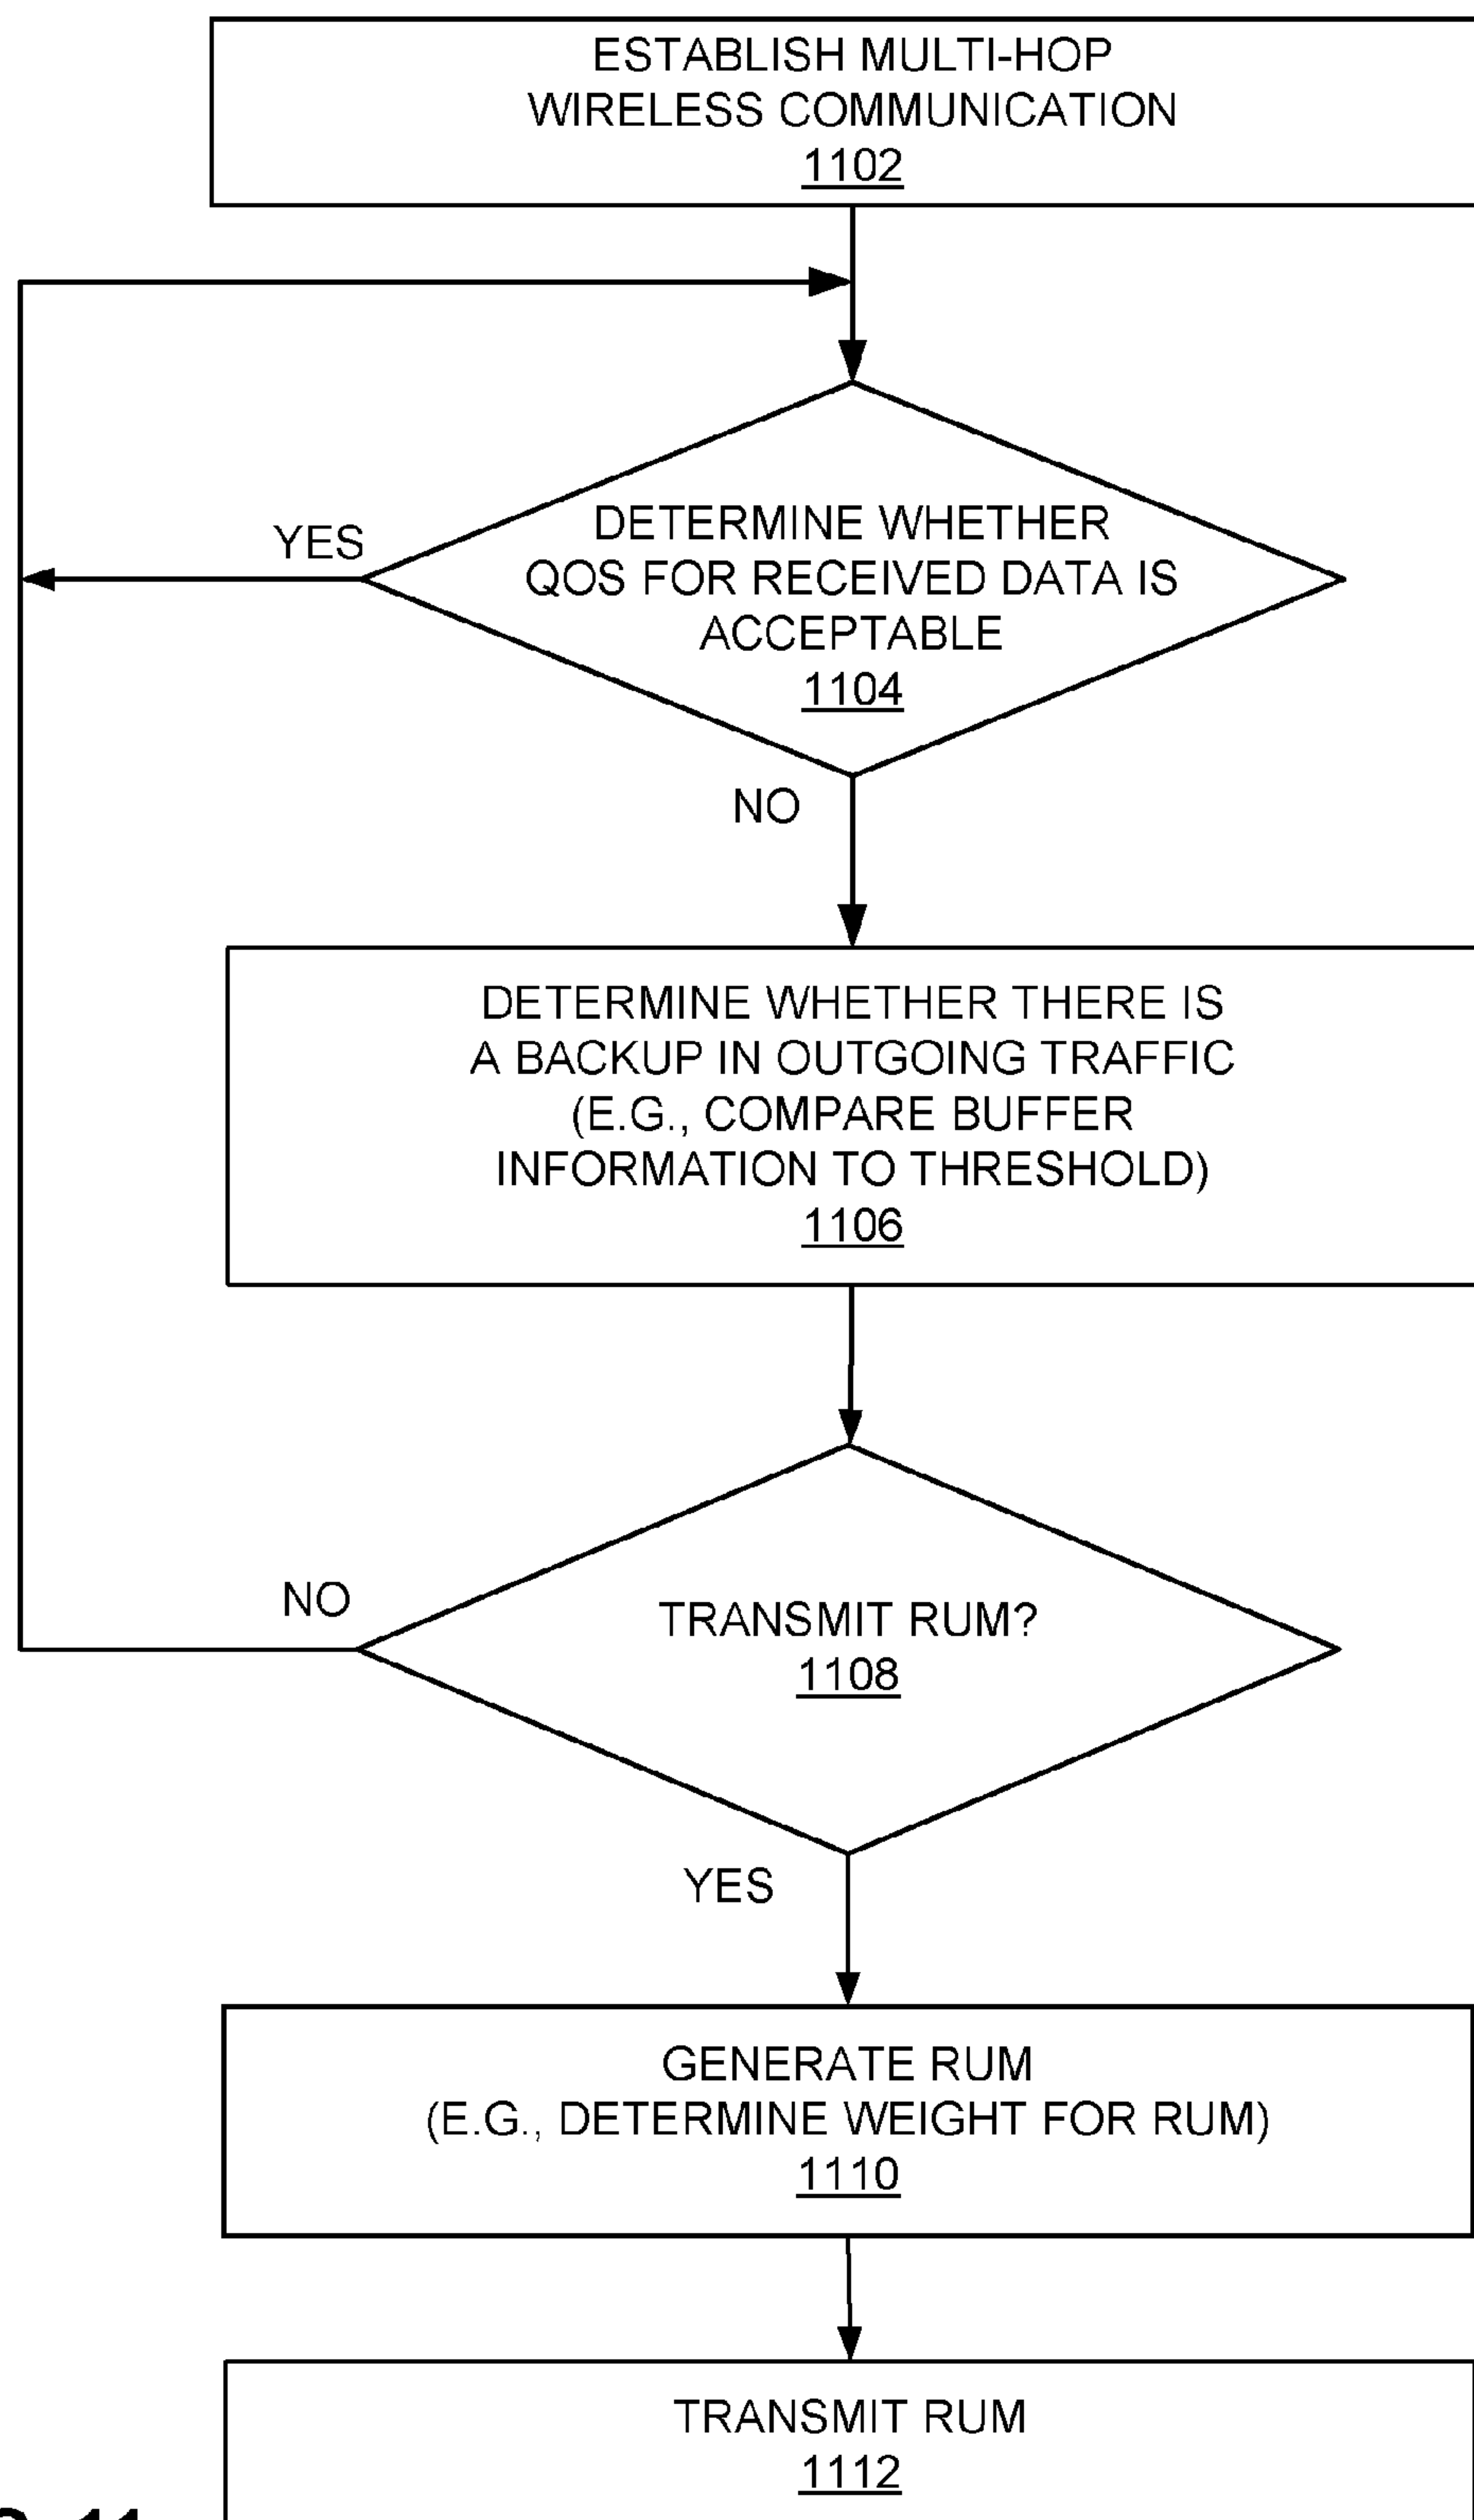 ESTABLISH MULTI-HOP
WIRELESS COMMUNICATION
1102
DETERMINE WHETHER
QOS FOR RECEIVED DATA IS
ACCEPTABLE
1104
YES
NO
DETERMINE WHETHER THERE IS
A BACKUP IN OUTGOING TRAFFIC
(E.G., COMPARE BUFFER
INFORMATION TO THRESHOLD)
1106
TRANSMIT RUM?
1108
NO
YES
GENERATE RUM
(E.G., DETERMINE WEIGHT FOR RUM)
1110
TRANSMIT RUM
1112